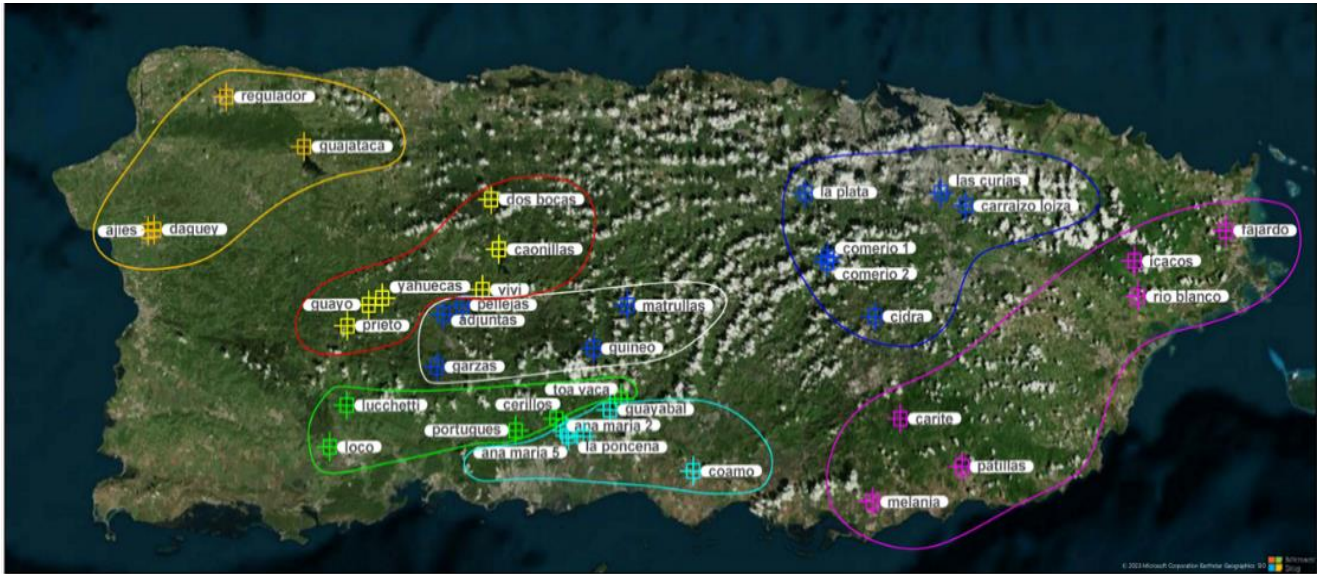 regulador
guajataca
ajies
daguey
dos bocas
caonillas
yahuecas
vivi
guayo
prieto
pellejas
adjuntas
matrullas
guineo
garzas
lucchetti
loco
toa vaca
cerillos
portugues
guayabal
ana maria 2
ana maria 5
la poncena
coamo
la plata
las curias
carraizo loiza
comerio 1
comerio 2
cidra
fajardo
icacos
rio blanco
carite
patillas
melania